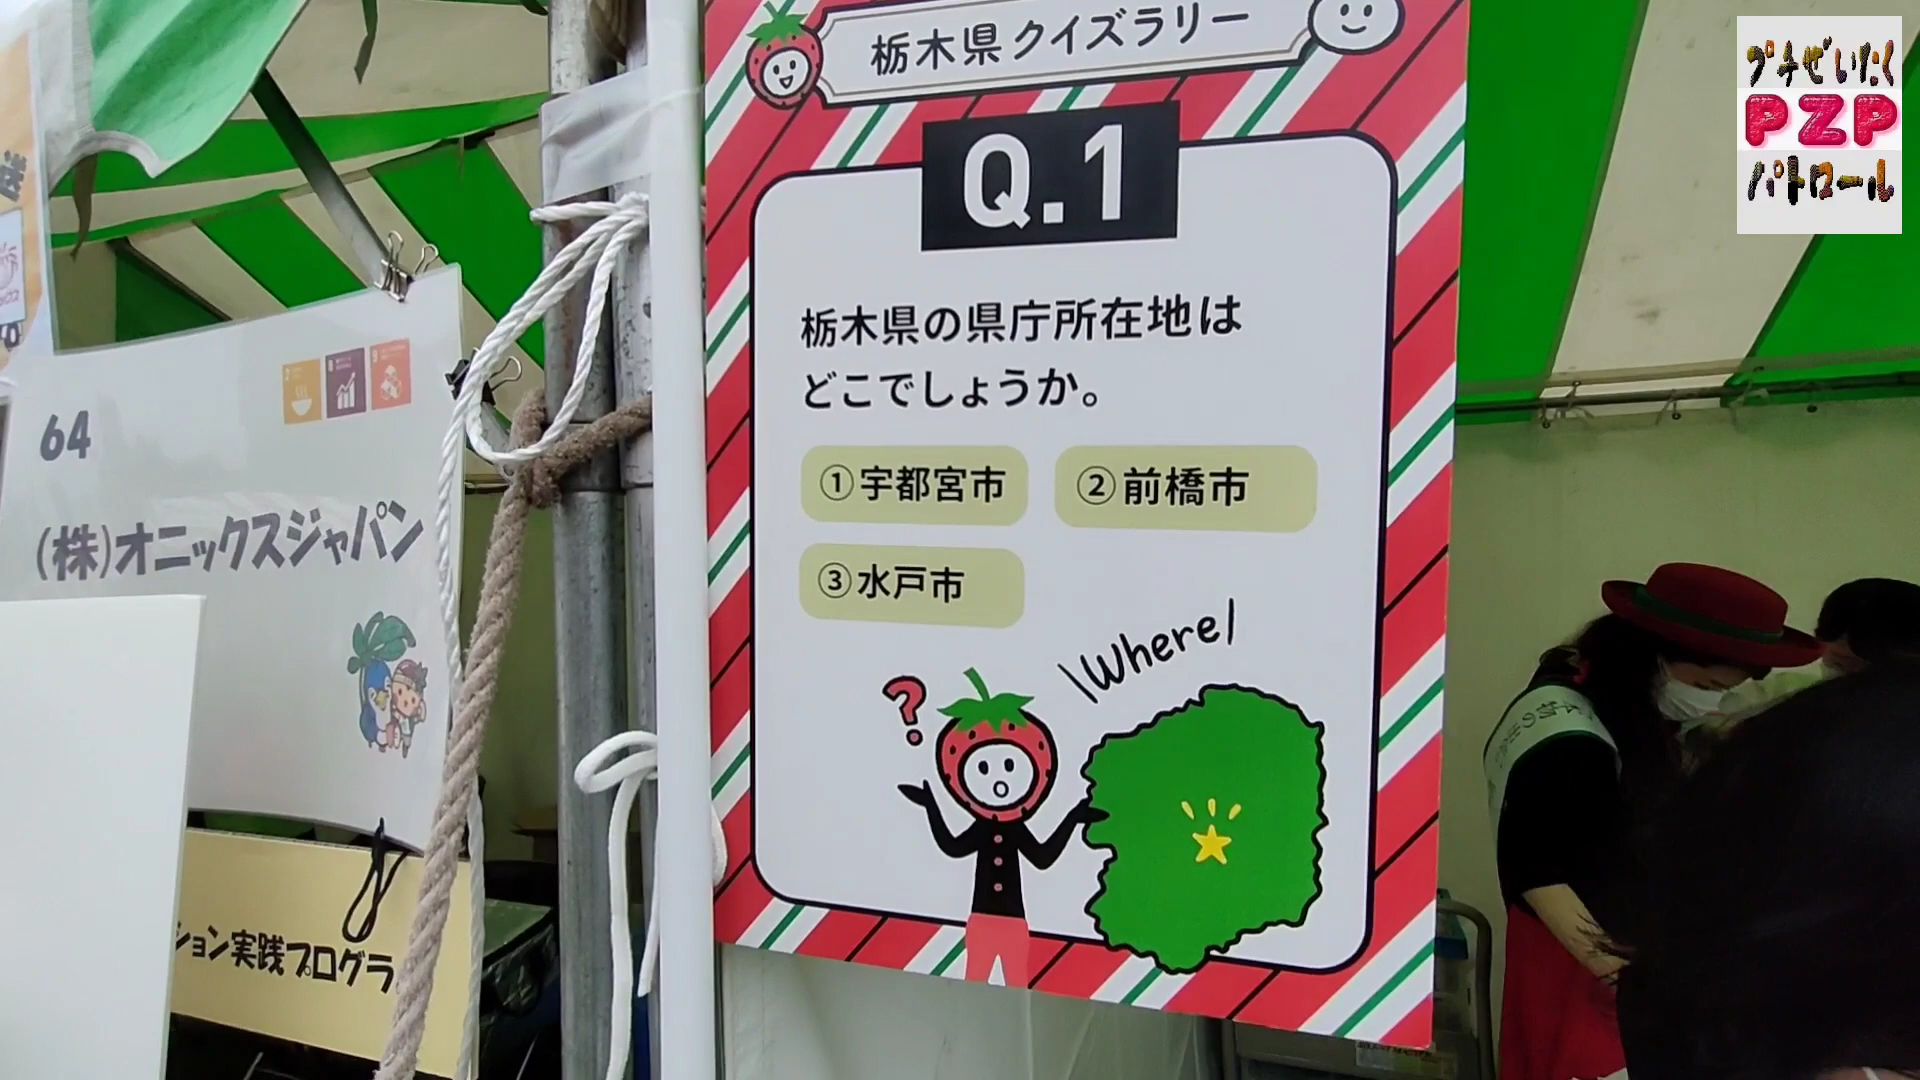 栃木県クイズラリー
Q.1
栃木県の県庁所在地は
どこでしょうか。
①宇都宮市
②前橋市
③水戸市
?
\Where/
64
(株)オニックスジャパン
ション実践プログラ
送
プチぜいたく
PZP
パトロール